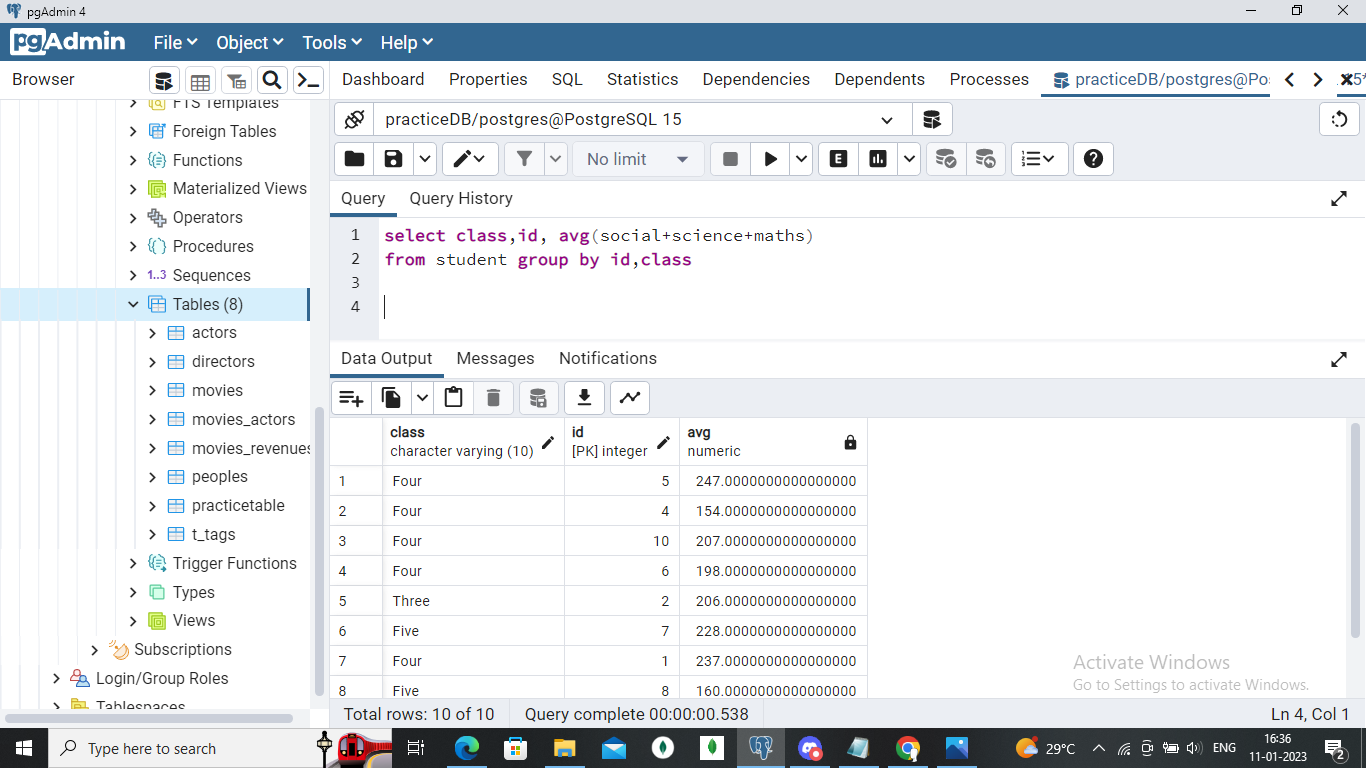 pgAdmin 4
pgAdmin
File Object Tools Help
Browser
Dashboard Properties SQL Statistics Dependencies Dependents Processes practiceDB/postgres@Po 5*
FTS Templates
Foreign Tables
Functions
Materialized Views
Operators
Procedures
1..3 Sequences
Tables (8)
actors
directors
movies
movies_actors
movies_revenues
peoples
practicetable
t_tags
Trigger Functions
Types
Views
Subscriptions
Login/Group Roles
Tablespaces
practiceDB/postgres@PostgreSQL 15
No limit
E
Query Query History
1 select class,id, avg(social+science+maths)
2 from student group by id,class
3
4
Data Output Messages Notifications
class id avg
character varying (10) [PK] integer numeric
1 Four 5 247.0000000000000000
2 Four 4 154.0000000000000000
3 Four 10 207.0000000000000000
4 Four 6 198.0000000000000000
5 Three 2 206.0000000000000000
6 Five 7 228.0000000000000000
7 Four 1 237.0000000000000000
8 Five 8 160.0000000000000000
Activate Windows
Go to Settings to activate Windows.
Total rows: 10 of 10 Query complete 00:00:00.538 Ln 4, Col 1
Type here to search
29°C ENG 16:36
11-01-2023
2